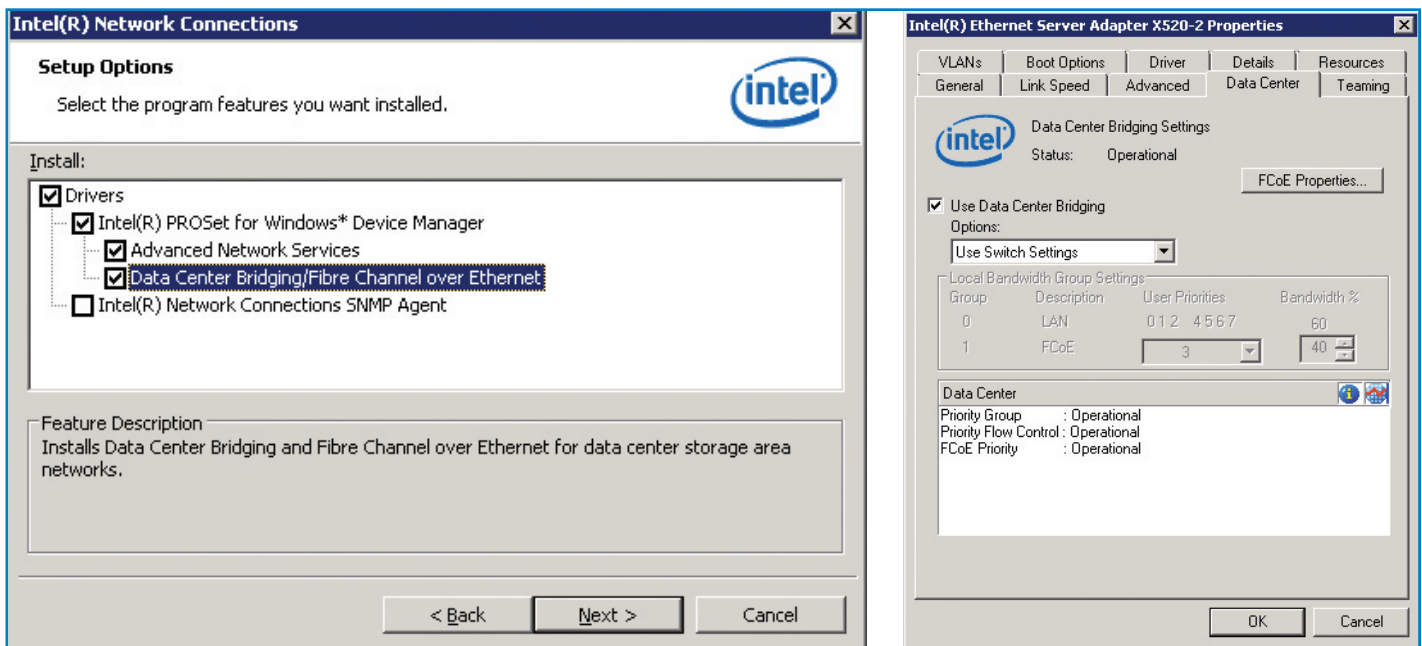 Intel(R) Network Connections
Setup Options
Select the program features you want installed.
intel
Install:
Drivers
Intel(R) PROSet for Windows* Device Manager
Advanced Network Services
Data Center Bridging/Fibre Channel over Ethernet
Intel(R) Network Connections SNMP Agent
Feature Description
Installs Data Center Bridging and Fibre Channel over Ethernet for data center storage area
networks.
< Back Next > Cancel
Intel(R) Ethernet Server Adapter X520-2 Properties
VLANs Boot Options Driver Details Resources
General Link Speed Advanced Data Center Teaming
intel
Data Center Bridging Settings
Status: Operational
FCoE Properties...
Use Data Center Bridging
Options:
Use Switch Settings
Local Bandwidth Group Settings
Group Description User Priorities Bandwidth %
0 LAN 0 1 2 4 5 6 7 60
1 FCoE 3 40
Data Center
Priority Group : Operational
Priority Flow Control : Operational
FCoE Priority : Operational
OK Cancel